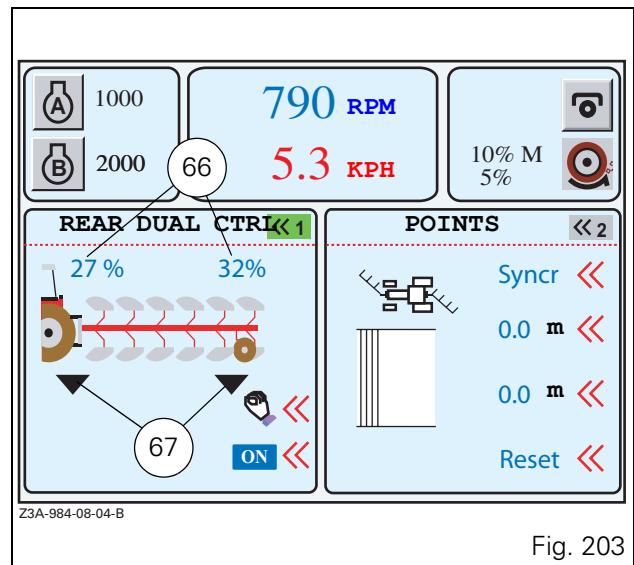 A 1000
B 2000
790 RPM
5.3 KPH
10% M
5%
66
REAR DUAL CTRL
≪1
27 %
32%
67
ON
POINTS
≪2
Syncr
0.0 m
0.0 m
Reset
Z3A-984-08-04-B
Fig. 203